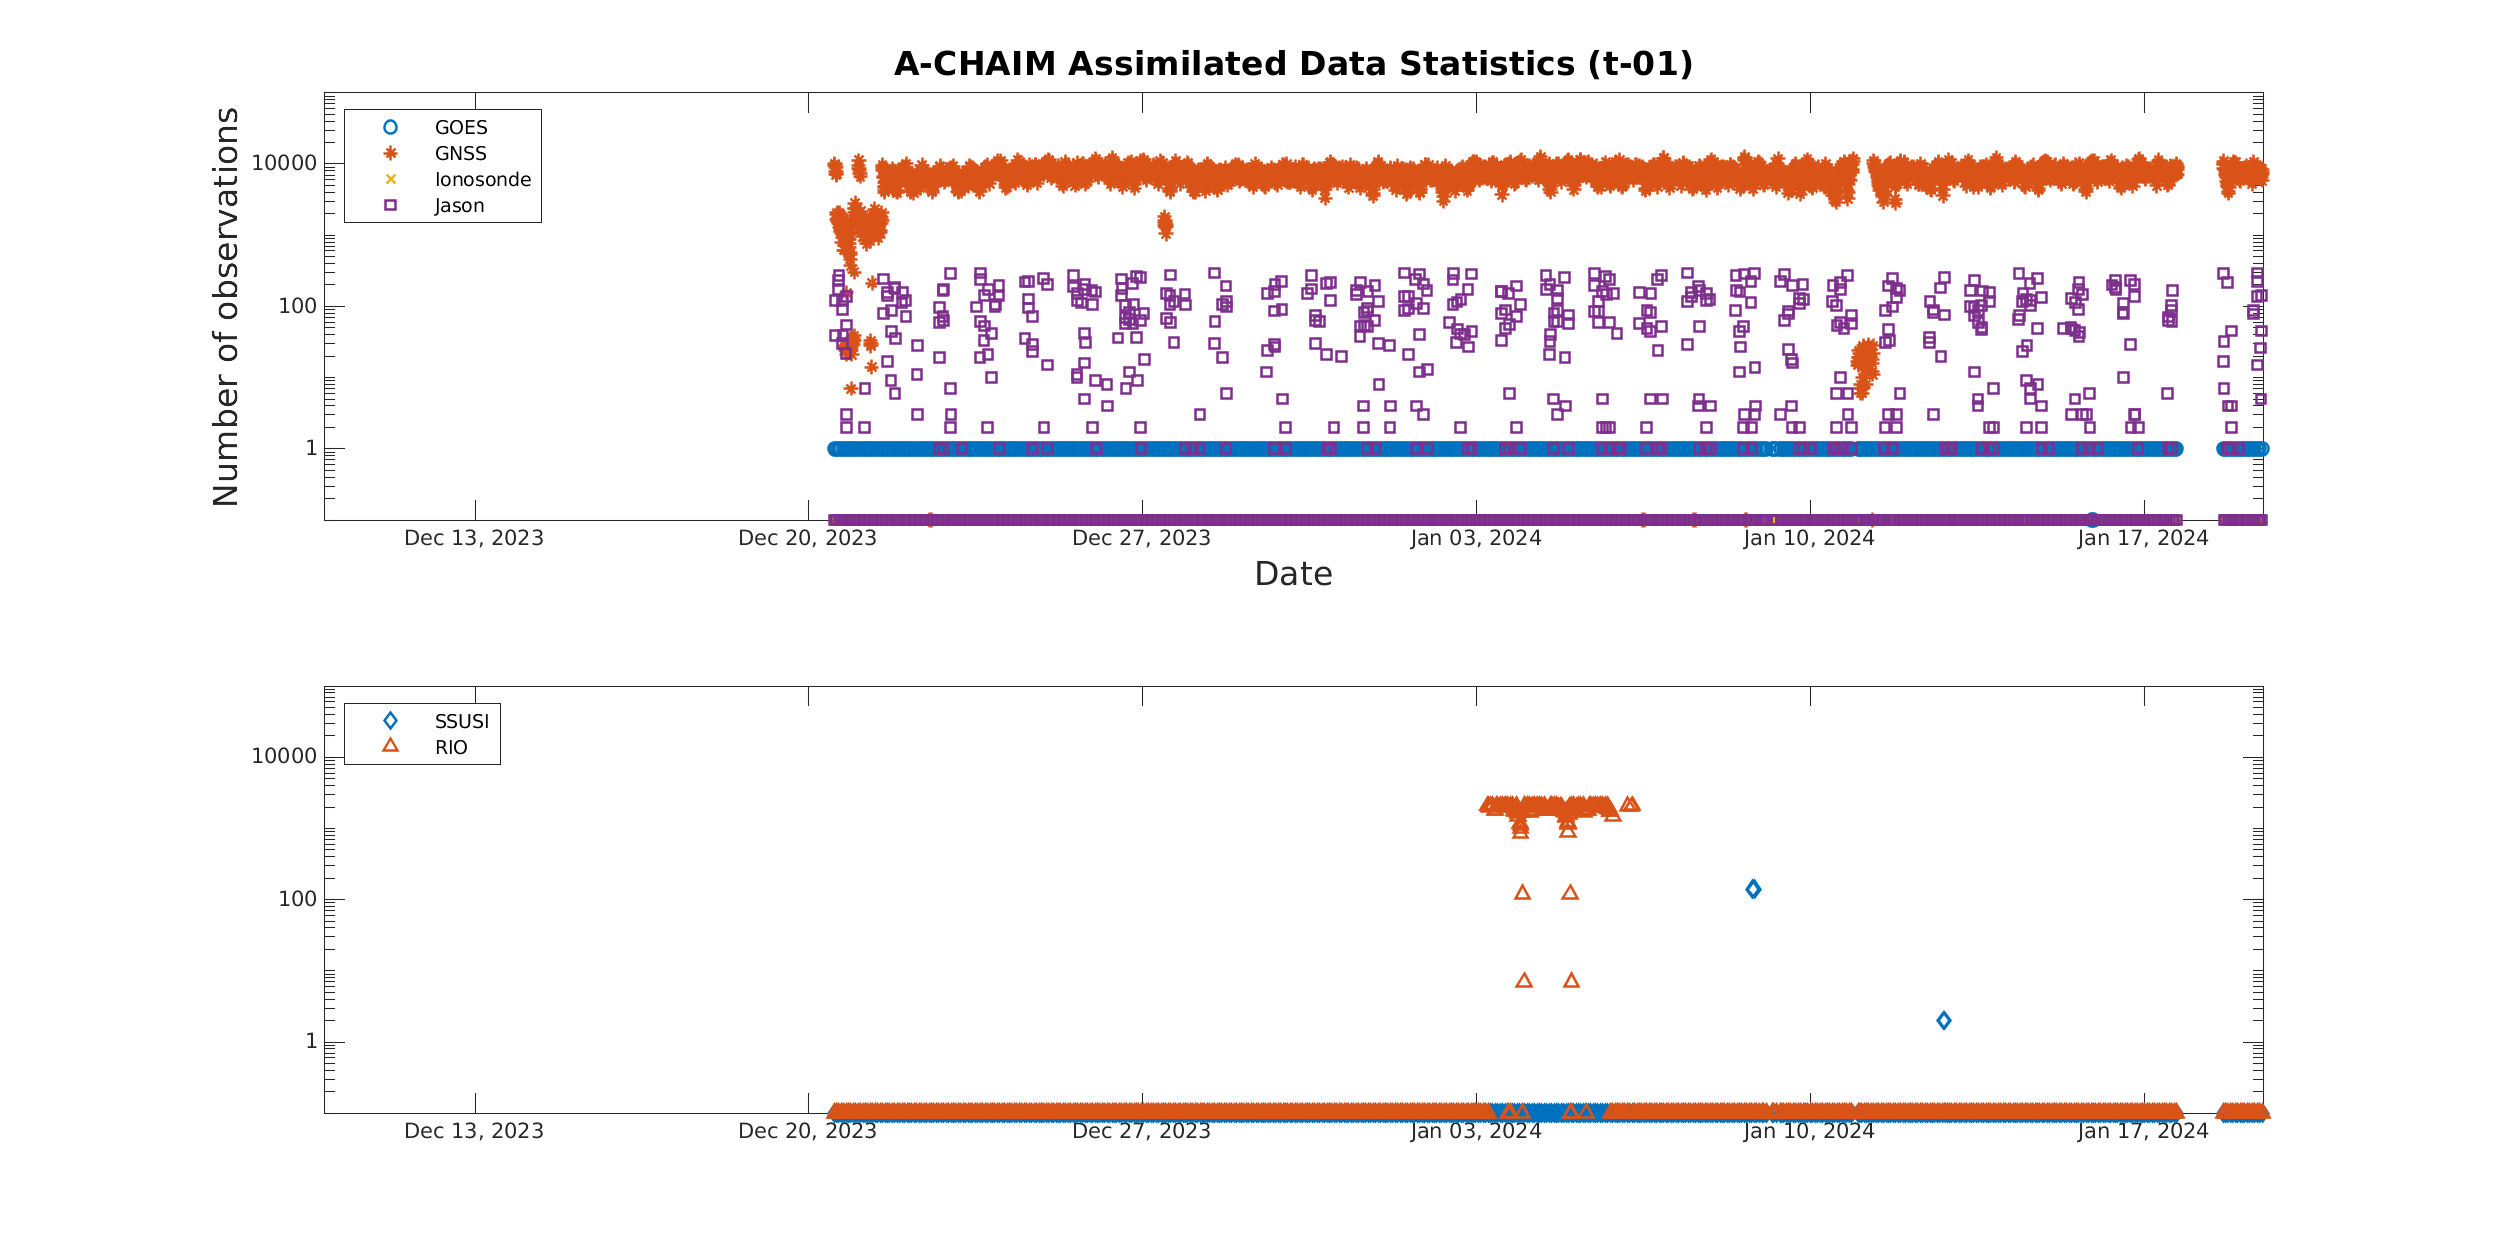 A-CHAIM Assimilated Data Statistics (t-01)
Number of observations
10000
100
1
GOES
GNSS
Ionosonde
Jason
Dec 13, 2023
Dec 20, 2023
Dec 27, 2023
Jan 03, 2024
Jan 10, 2024
Jan 17, 2024
Date
10000
100
1
SSUSI
RIO
Dec 13, 2023
Dec 20, 2023
Dec 27, 2023
Jan 03, 2024
Jan 10, 2024
Jan 17, 2024